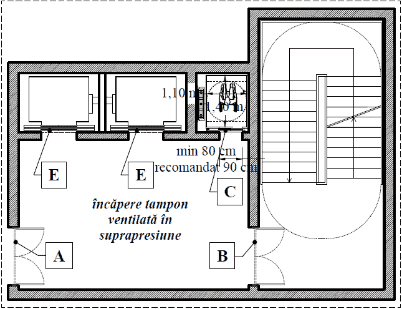 1,10 m
1,40 m
min 80 cm
recomandat 90 cm
E
E
C
încăpere tampon
ventilată în
suprapresiune
A
B